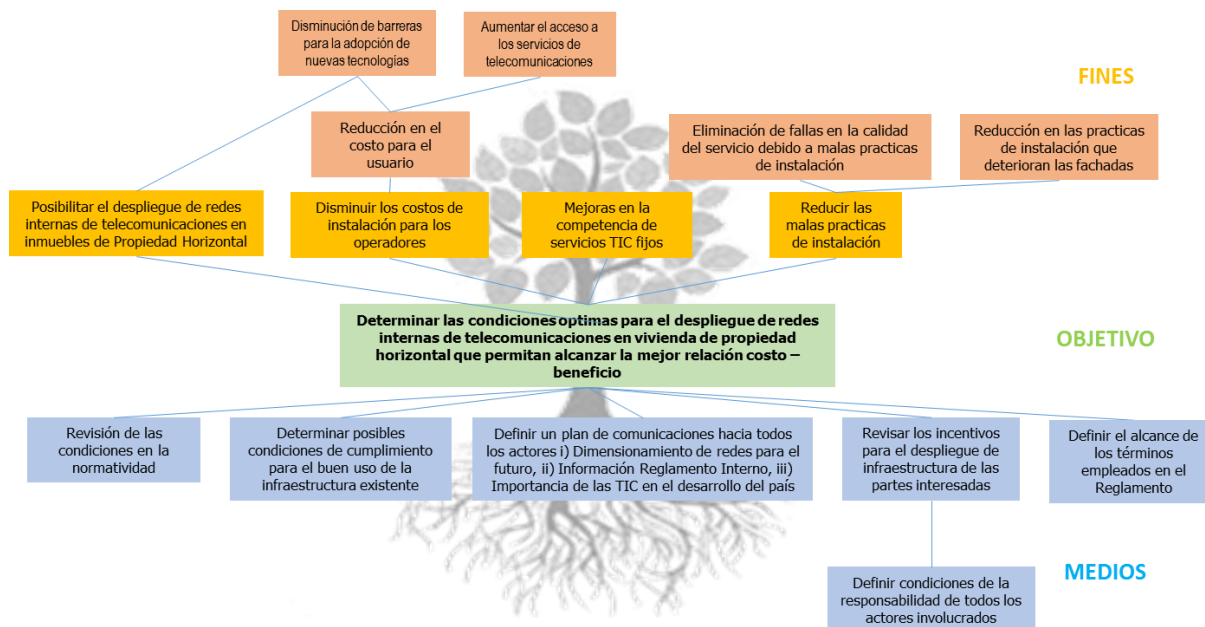 Disminución de barreras
para la adopción de
nuevas tecnologías
Aumentar el acceso a
los servicios de
telecomunicaciones
FINES
Reducción en el
costo para el
usuario
Eliminación de fallas en la calidad
del servicio debido a malas practicas
de instalación
Reducción en las practicas
de instalación que
deterioran las fachadas
Posibilitar el despliegue de redes
internas de telecomunicaciones en
inmuebles de Propiedad Horizontal
Disminuir los costos de
instalación para los
operadores
Mejoras en la
competencia de
servicios TIC fijos
Reducir las
malas practicas
de instalación
Determinar las condiciones optimas para el despliegue de redes
internas de telecomunicaciones en vivienda de propiedad
horizontal que permitan alcanzar la mejor relación costo –
beneficio
OBJETIVO
Revisión de las
condiciones en la
normatividad
Determinar posibles
condiciones de cumplimiento
para el buen uso de la
infraestructura existente
Definir un plan de comunicaciones hacia todos
los actores i) Dimensionamiento de redes para el
futuro, ii) Información Reglamento Interno, iii)
Importancia de las TIC en el desarrollo del país
Revisar los incentivos
para el despliegue de
infraestructura de las
partes interesadas
Definir el alcance de
los términos
empleados en el
Reglamento
MEDIOS
Definir condiciones de la
responsabilidad de todos los
actores involucrados